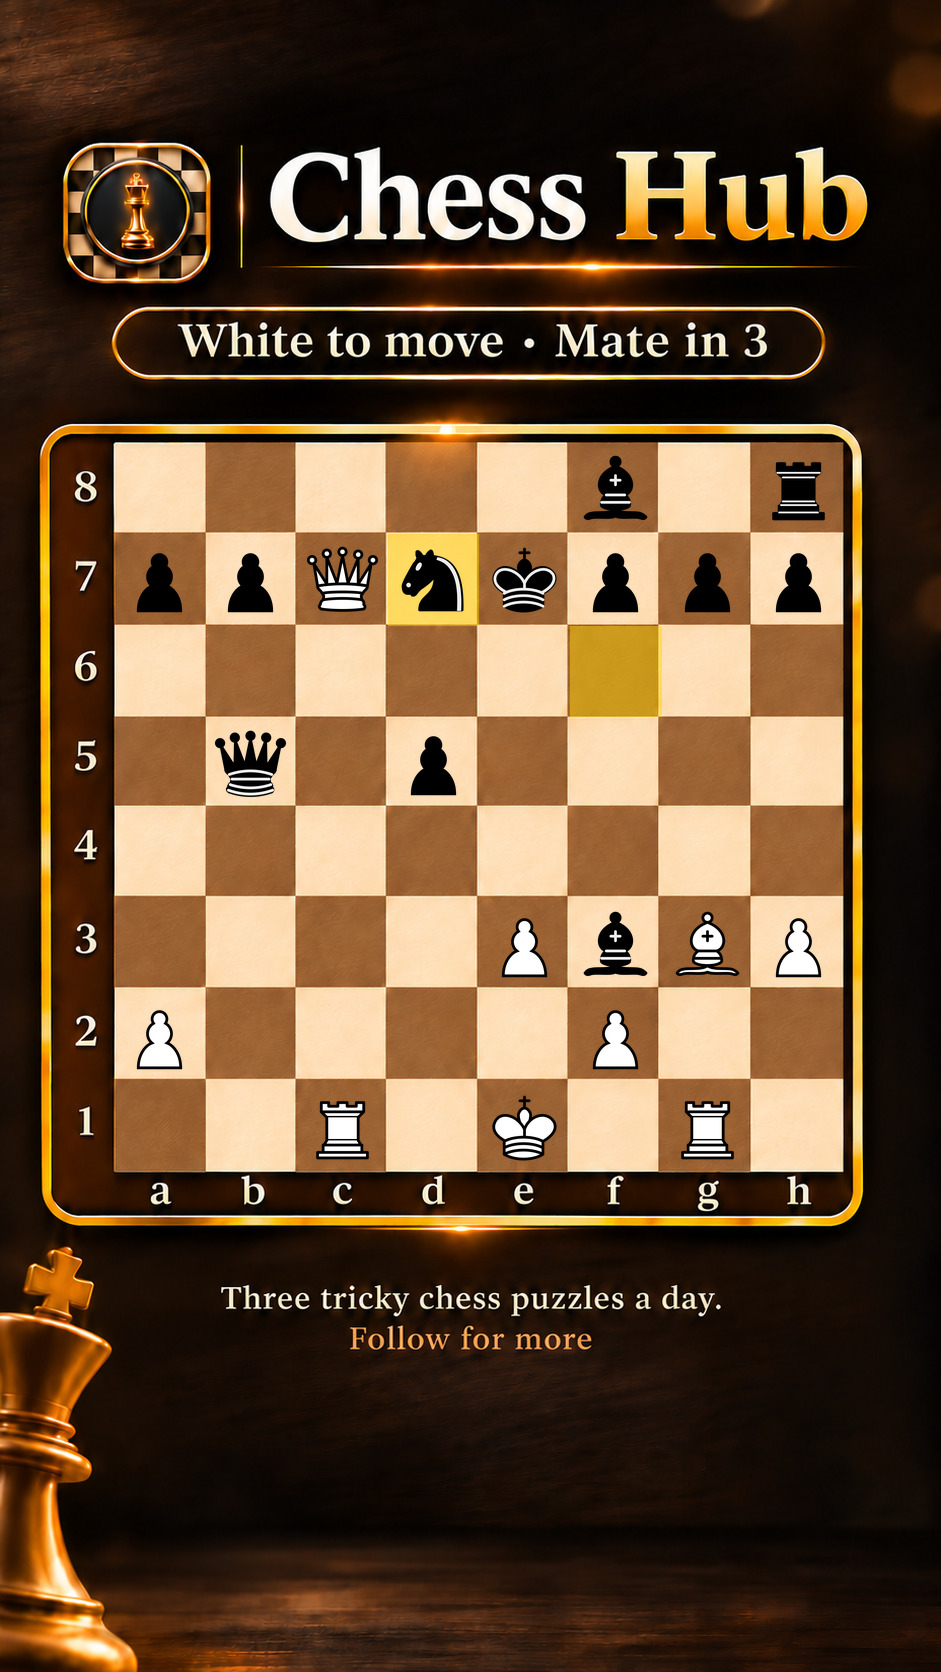 Chess Hub
White to move • Mate in 3
8
7
6
5
4
3
2
1
a b c d e f g h
Three tricky chess puzzles a day.
Follow for more